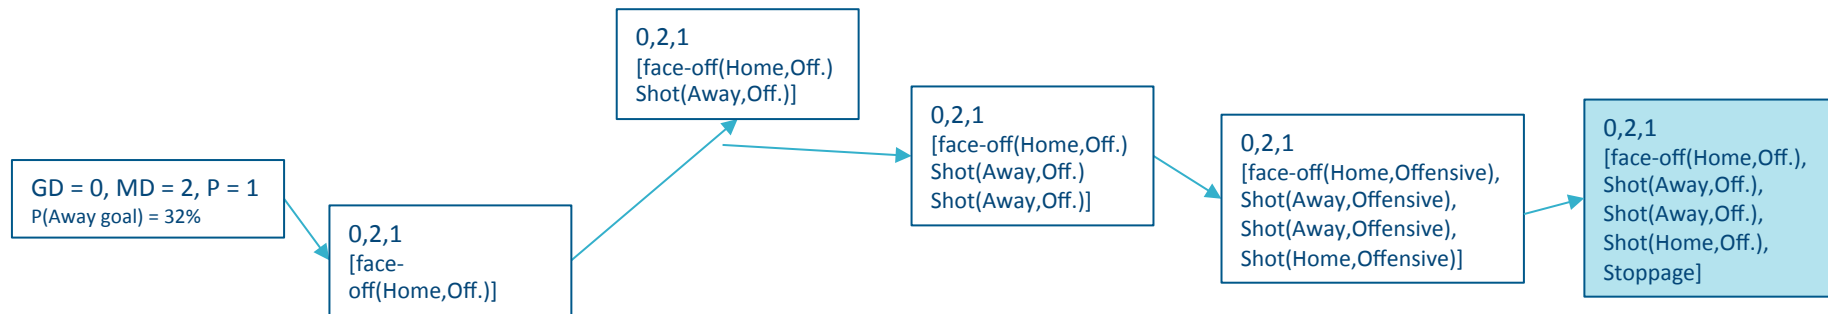 GD = 0, MD = 2, P = 1
P(Away goal) = 32%
0,2,1
[face-
off(Home,Off.)]
0,2,1
[face-off(Home,Off.)
Shot(Away,Off.)]
0,2,1
[face-off(Home,Off.)
Shot(Away,Off.)
Shot(Away,Off.)]
0,2,1
[face-off(Home,Offensive),
Shot(Away,Offensive),
Shot(Away,Offensive),
Shot(Home,Offensive)]
0,2,1
[face-off(Home,Off.),
Shot(Away,Off.),
Shot(Away,Off.),
Shot(Home,Off.),
Stoppage]